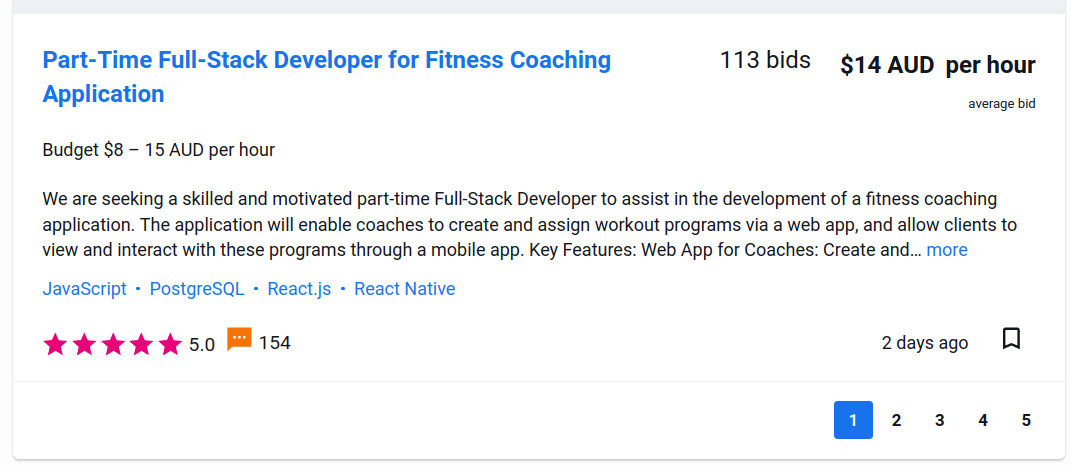 Part-Time Full-Stack Developer for Fitness Coaching
Application
113 bids
$14 AUD per hour
average bid
Budget $8 – 15 AUD per hour
We are seeking a skilled and motivated part-time Full-Stack Developer to assist in the development of a fitness coaching
application. The application will enable coaches to create and assign workout programs via a web app, and allow clients to
view and interact with these programs through a mobile app. Key Features: Web App for Coaches: Create and... more
JavaScript • PostgreSQL • React.js • React Native
5.0 154
2 days ago
1 2 3 4 5